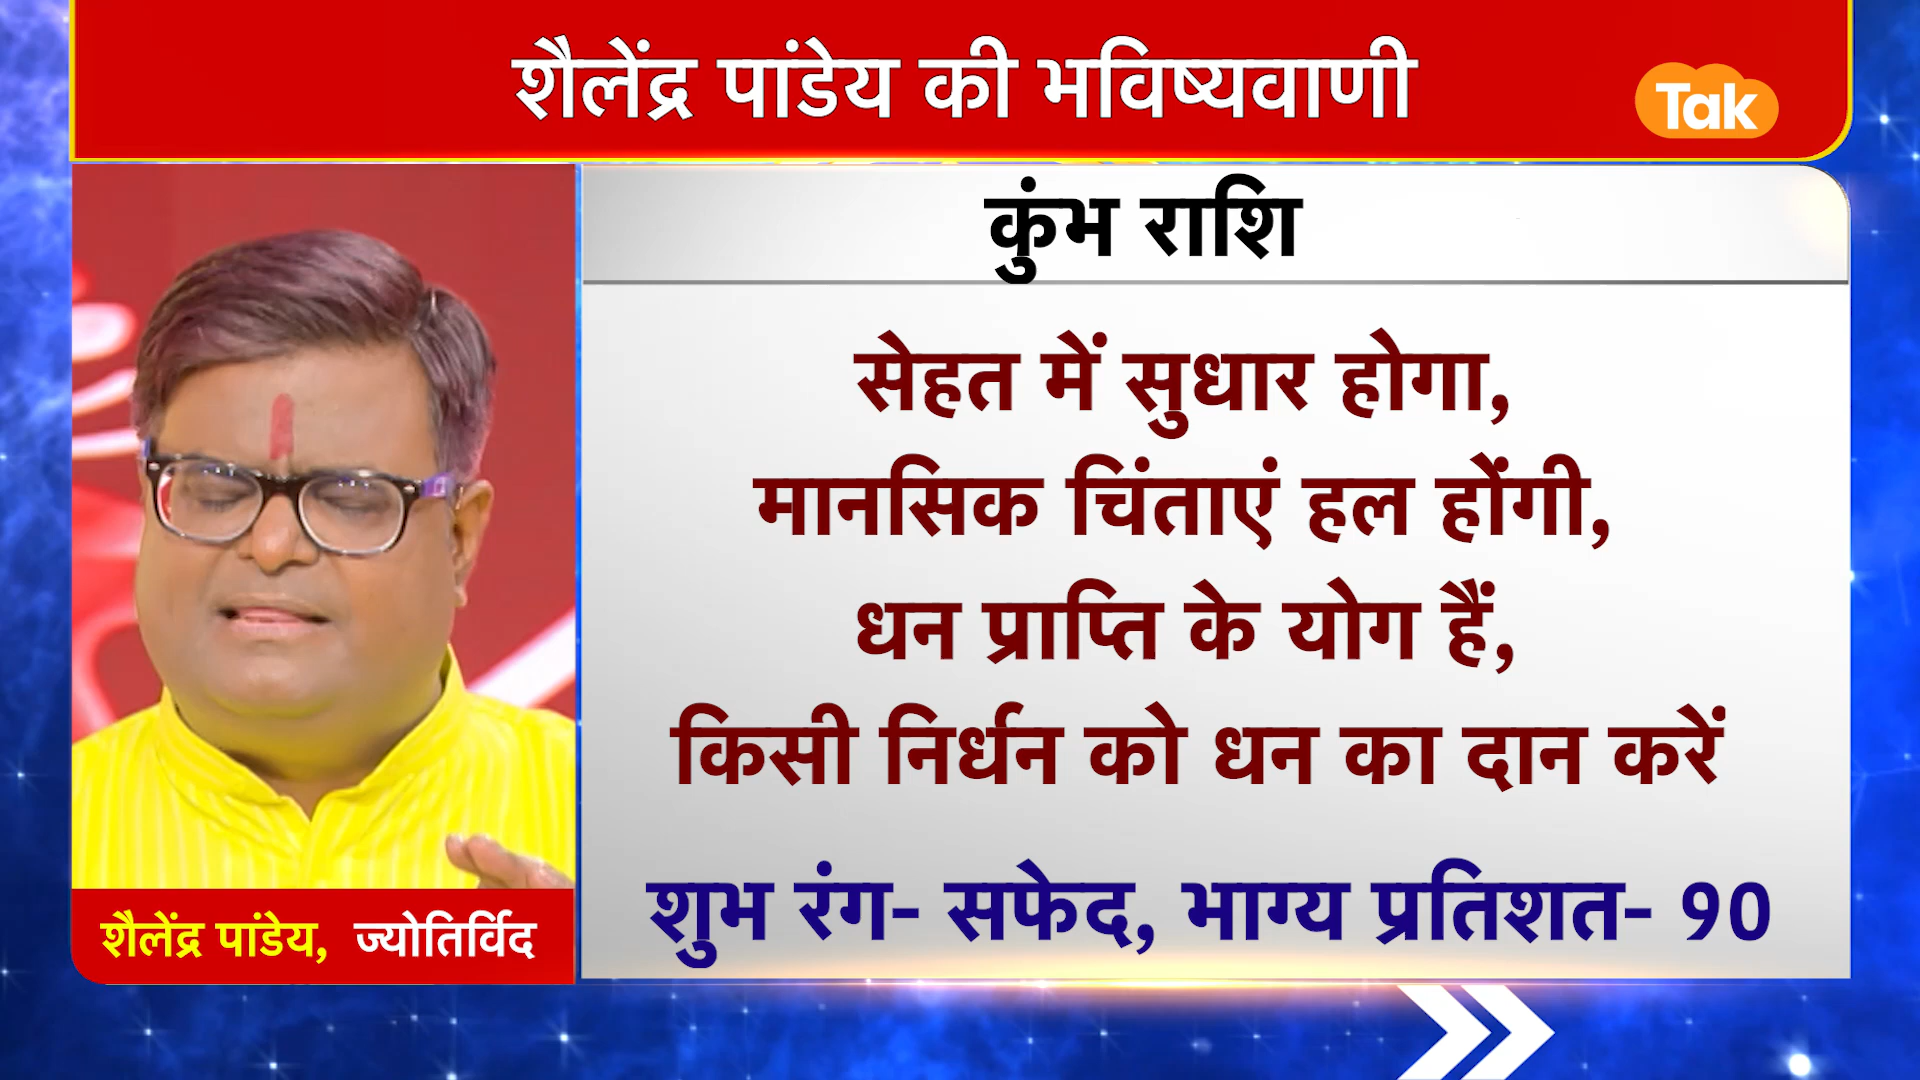 शैलेंद्र पांडेय की भविष्यवाणी
Tak
कुंभ राशि
सेहत में सुधार होगा,
मानसिक चिंताएं हल होंगी,
धन प्राप्ति के योग हैं,
किसी निर्धन को धन का दान करें
शुभ रंग- सफेद, भाग्य प्रतिशत- 90
शैलेंद्र पांडेय, ज्योतिर्विद